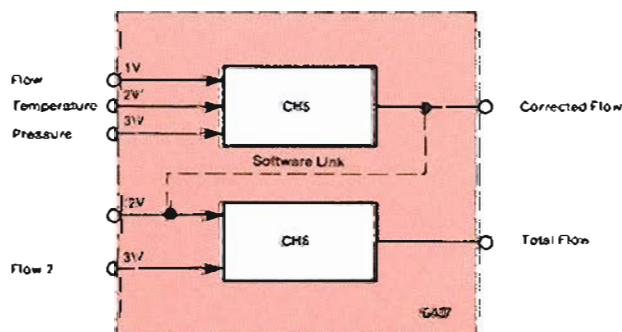 Flow
1V
Temperature
2V
Pressure
3V
CH5
Corrected Flow
Software Link
2V
CH6
Total Flow
Flow 2
3V